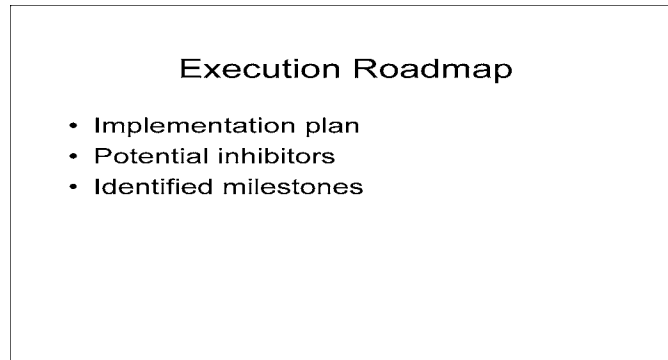 Execution Roadmap
• Implementation plan
• Potential inhibitors
• Identified milestones